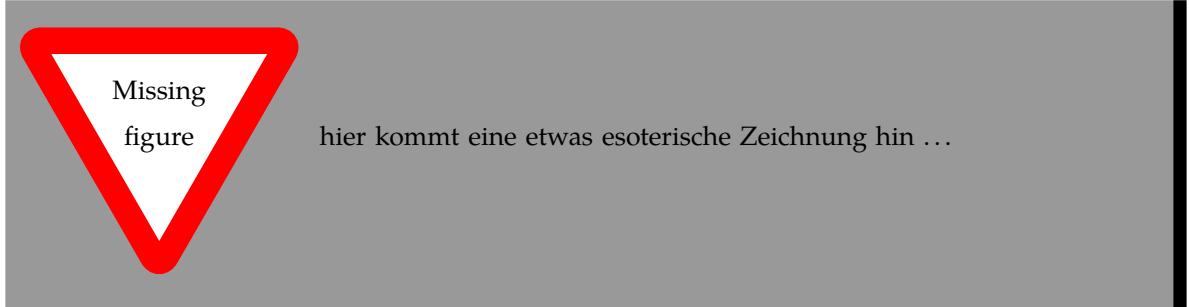 Missing
figure
hier kommt eine etwas esoterische Zeichnung hin ...